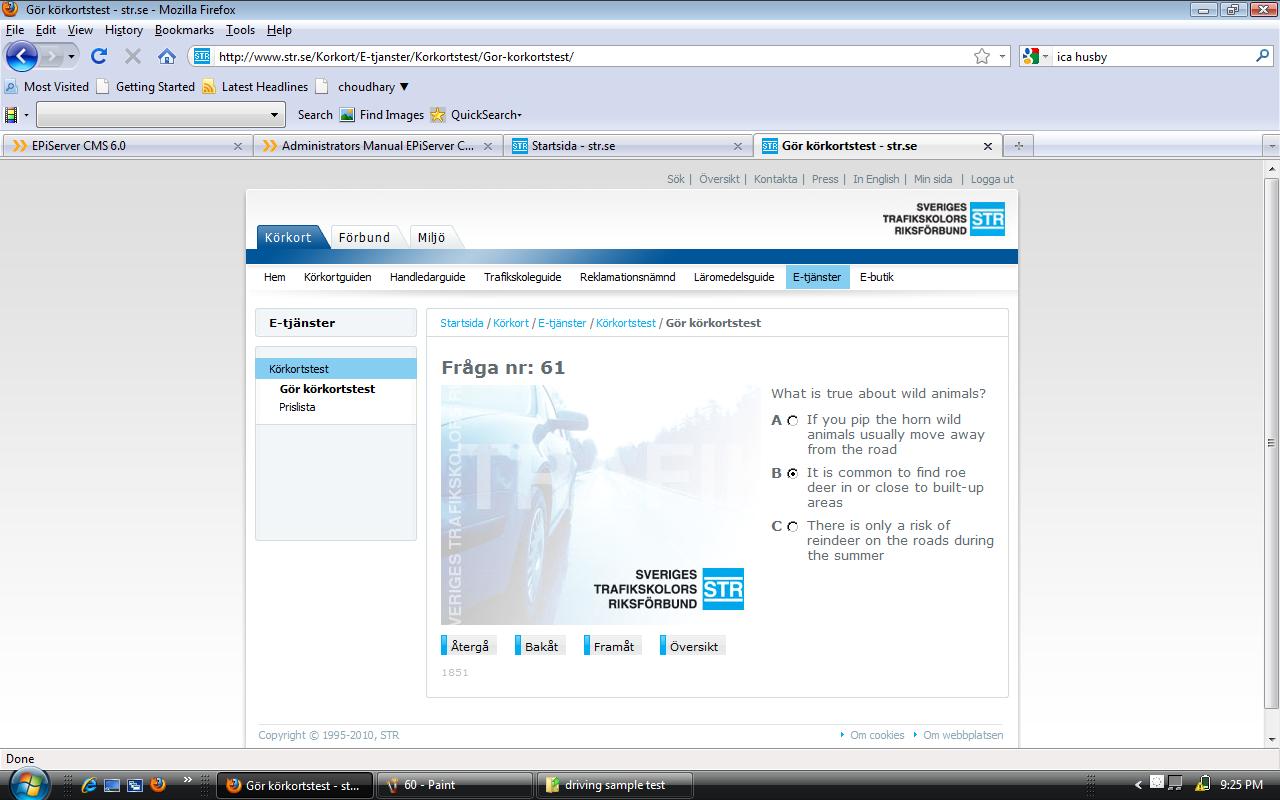 Gör körkortstest - str.se - Mozilla Firefox
File Edit View History Bookmarks Tools Help
STR http://www.str.se/Korkort/E-tjanster/Korkortstest/Gor-korkortstest/ ica husby
Most Visited Getting Started Latest Headlines choudhary ▼
Search Find Images QuickSearch
EPiServer CMS 6.0 Administrators Manual EPiServer C... STR Startsida - str.se STR Gör körkortstest - str.se
Sök | Översikt | Kontakta | Press | In English | Min sida | Logga ut
SVERIGES
TRAFIKSKOLORS STR
RIKSFÖRBUND
Körkort Förbund Miljö
Hem Körkortguiden Handledarguide Trafikskoleguide Reklamationsnämnd Läromedelsguide E-tjänster E-butik
E-tjänster
Körkortstest
Gör körkortstest
Prislista
Startsida / Körkort / E-tjänster / Körkortstest / Gör körkortstest
Fråga nr: 61
VERIGES TRAFIKSKOLORS R
TRAFIK
SVERIGES
TRAFIKSKOLORS STR
RIKSFÖRBUND
What is true about wild animals?
A If you pip the horn wild
animals usually move away
from the road
B It is common to find roe
deer in or close to built-up
areas
C There is only a risk of
reindeer on the roads during
the summer
Återgå Bakåt Framåt Översikt
1851
Copyright © 1995-2010, STR Om cookies Om webbplatsen
Done
Gör körkortstest - st... 60 - Paint driving sample test 9:25 PM